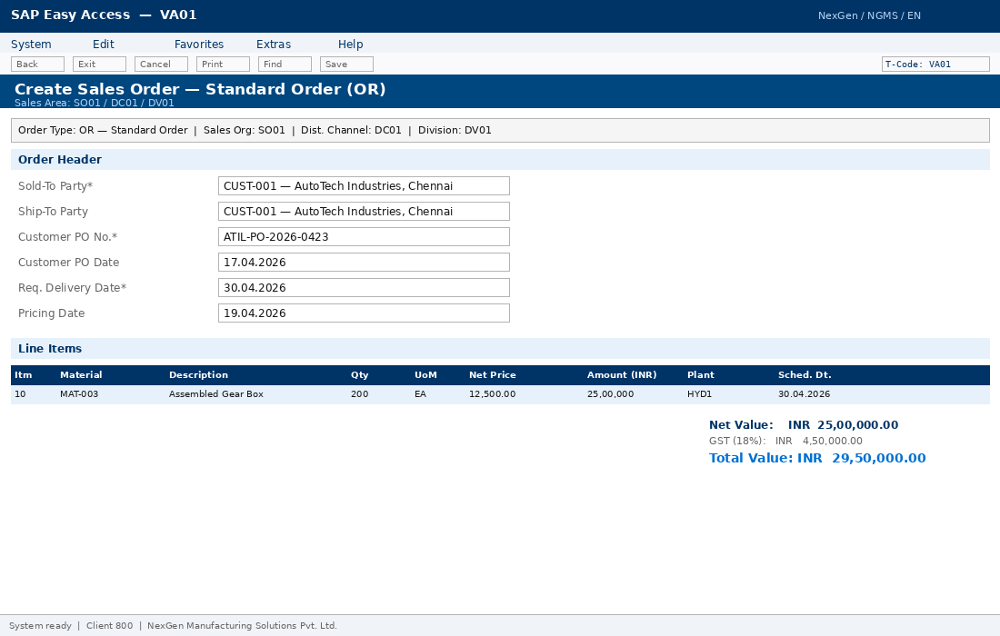 SAP Easy Access — VA01
NexGen / NGMS / EN
System Edit Favorites Extras Help
Back Exit Cancel Print Find Save T-Code: VA01
Create Sales Order — Standard Order (OR)
Sales Area: SO01 / DC01 / DV01
Order Type: OR — Standard Order | Sales Org: SO01 | Dist. Channel: DC01 | Division: DV01
Order Header
Sold-To Party* CUST-001 — AutoTech Industries, Chennai
Ship-To Party CUST-001 — AutoTech Industries, Chennai
Customer PO No.* ATIL-PO-2026-0423
Customer PO Date 17.04.2026
Req. Delivery Date* 30.04.2026
Pricing Date 19.04.2026
Line Items
Itm Material Description Qty UoM Net Price Amount (INR) Plant Sched. Dt.
10 MAT-003 Assembled Gear Box 200 EA 12,500.00 25,00,000 HYD1 30.04.2026
Net Value: INR 25,00,000.00
GST (18%): INR 4,50,000.00
Total Value: INR 29,50,000.00
System ready | Client 800 | NexGen Manufacturing Solutions Pvt. Ltd.